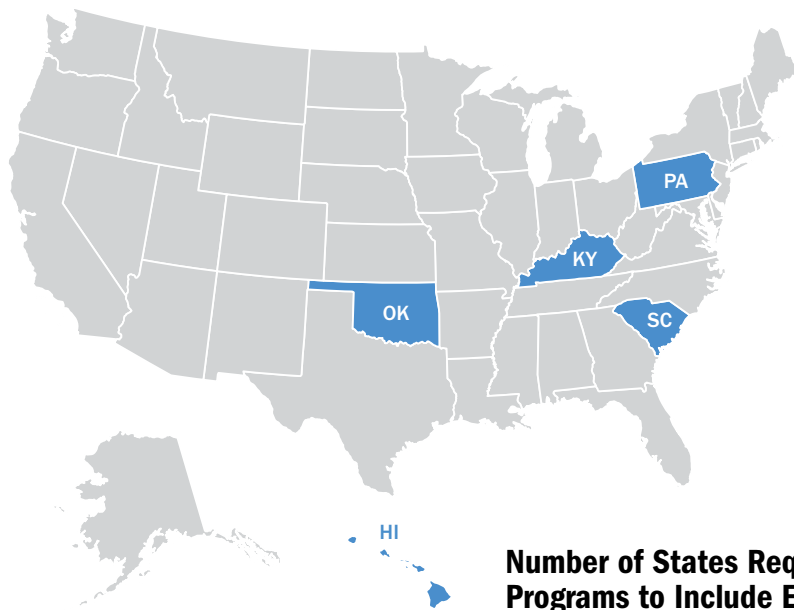 PA
KY
OK
SC
HI
Number of States Req
Programs to Include E